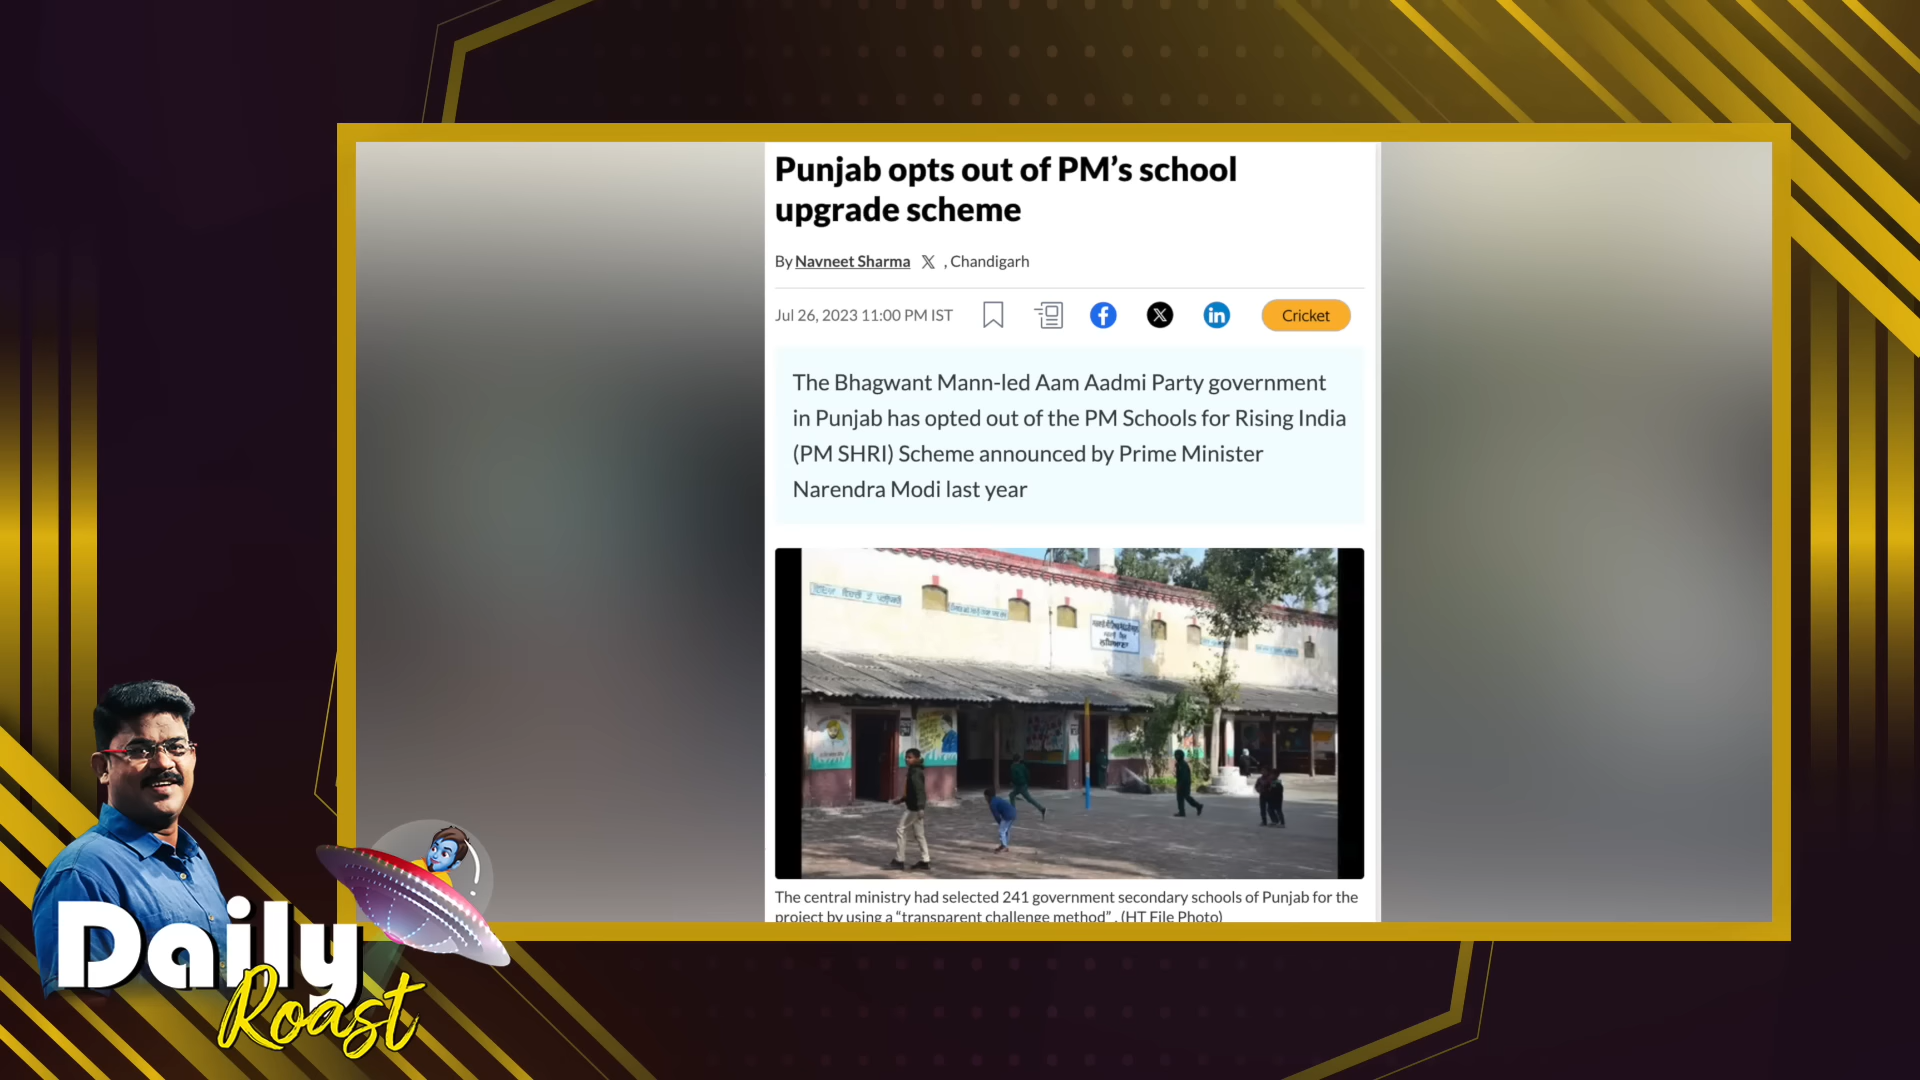 Punjab opts out of PM’s school
upgrade scheme
By Navneet Sharma X , Chandigarh
Jul 26, 2023 11:00 PM IST
Cricket
The Bhagwant Mann-led Aam Aadmi Party government
in Punjab has opted out of the PM Schools for Rising India
(PM SHRI) Scheme announced by Prime Minister
Narendra Modi last year
The central ministry had selected 241 government secondary schools of Punjab for the
project by using a “transparent challenge method” . (HT File Photo)
Daily
Roast